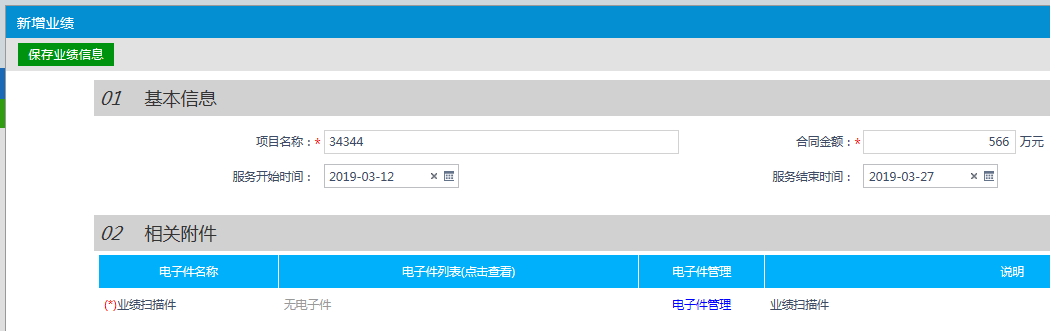 新增业绩
保存业绩信息
01 基本信息
项目名称：* 34344 合同金额：* 566 万元
服务开始时间： 2019-03-12 服务结束时间： 2019-03-27
02 相关附件
电子件名称 电子件列表(点击查看) 电子件管理 说明
(*)业绩扫描件 无电子件 电子件管理 业绩扫描件